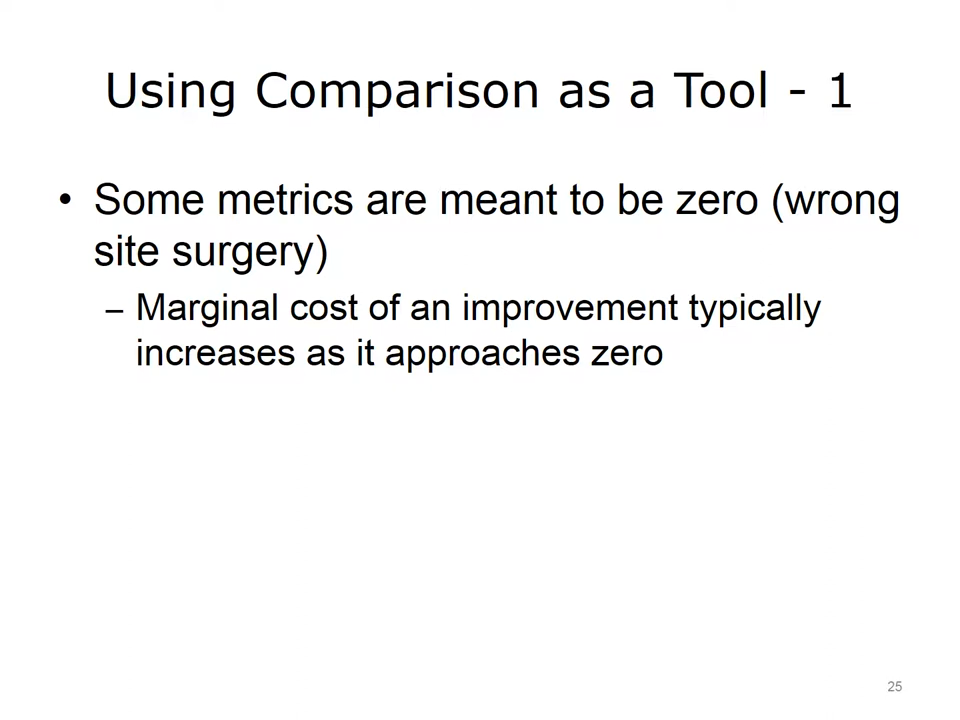 Using Comparison as a Tool - 1
• Some metrics are meant to be zero (wrong
site surgery)
– Marginal cost of an improvement typically
increases as it approaches zero
25